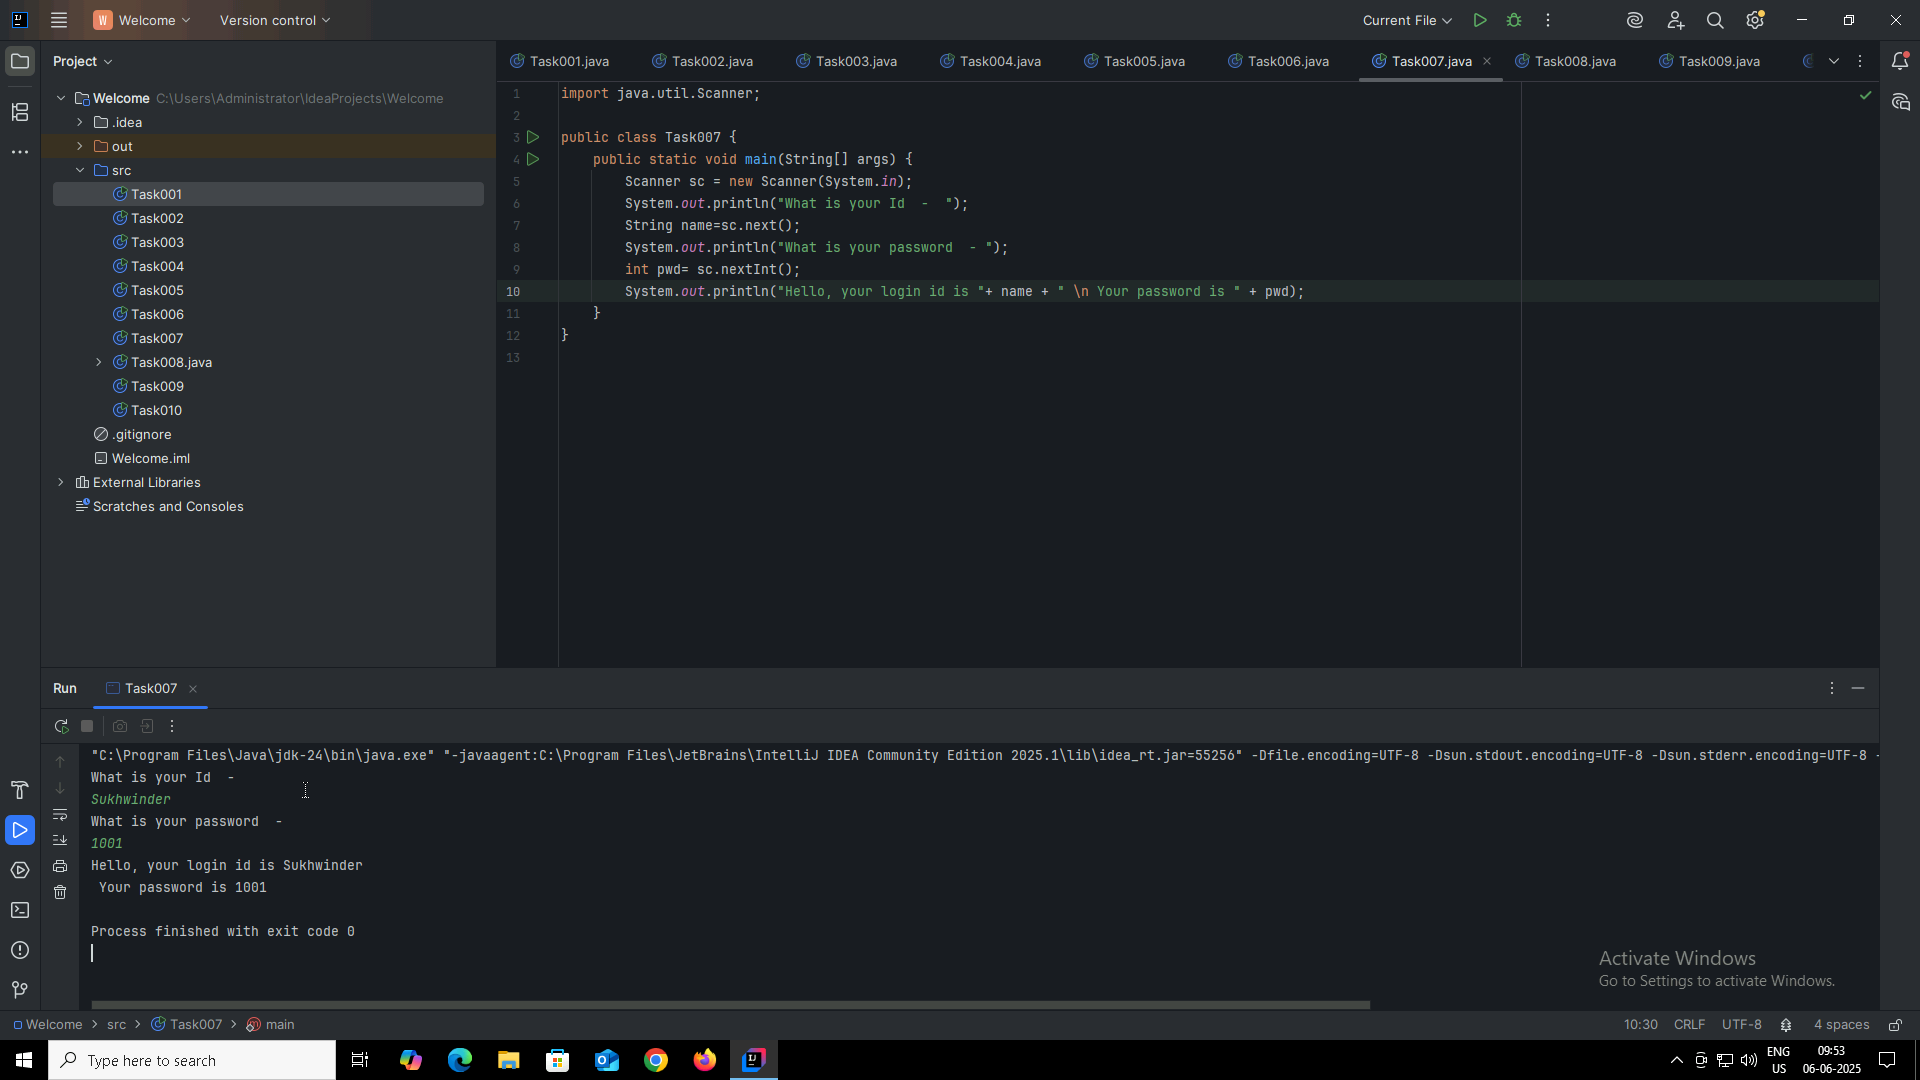 W Welcome Version control Current File
Project
Task001.java Task002.java Task003.java Task004.java Task005.java Task006.java Task007.java Task008.java Task009.java
Welcome C:\Users\Administrator\IdeaProjects\Welcome
.idea
out
src
Task001
Task002
Task003
Task004
Task005
Task006
Task007
Task008.java
Task009
Task010
.gitignore
Welcome.iml
External Libraries
Scratches and Consoles
1 import java.util.Scanner;
2
3 public class Task007 {
4 public static void main(String[] args) {
5 Scanner sc = new Scanner(System.in);
6 System.out.println("What is your Id  -  ");
7 String name=sc.next();
8 System.out.println("What is your password  - ");
9 int pwd= sc.nextInt();
10 System.out.println("Hello, your login id is "+ name + " \n Your password is " + pwd);
11 }
12 }
13
Run Task007
"C:\Program Files\Java\jdk-24\bin\java.exe" "-javaagent:C:\Program Files\JetBrains\IntelliJ IDEA Community Edition 2025.1\lib\idea_rt.jar=55256" -Dfile.encoding=UTF-8 -Dsun.stdout.encoding=UTF-8 -Dsun.stderr.encoding=UTF-8 -
What is your Id  -
Sukhwinder
What is your password  -
1001
Hello, your login id is Sukhwinder
Your password is 1001
Process finished with exit code 0
Activate Windows
Go to Settings to activate Windows.
Welcome > src > Task007 > main 10:30 CRLF UTF-8 4 spaces
Type here to search
ENG
US
09:53
06-06-2025